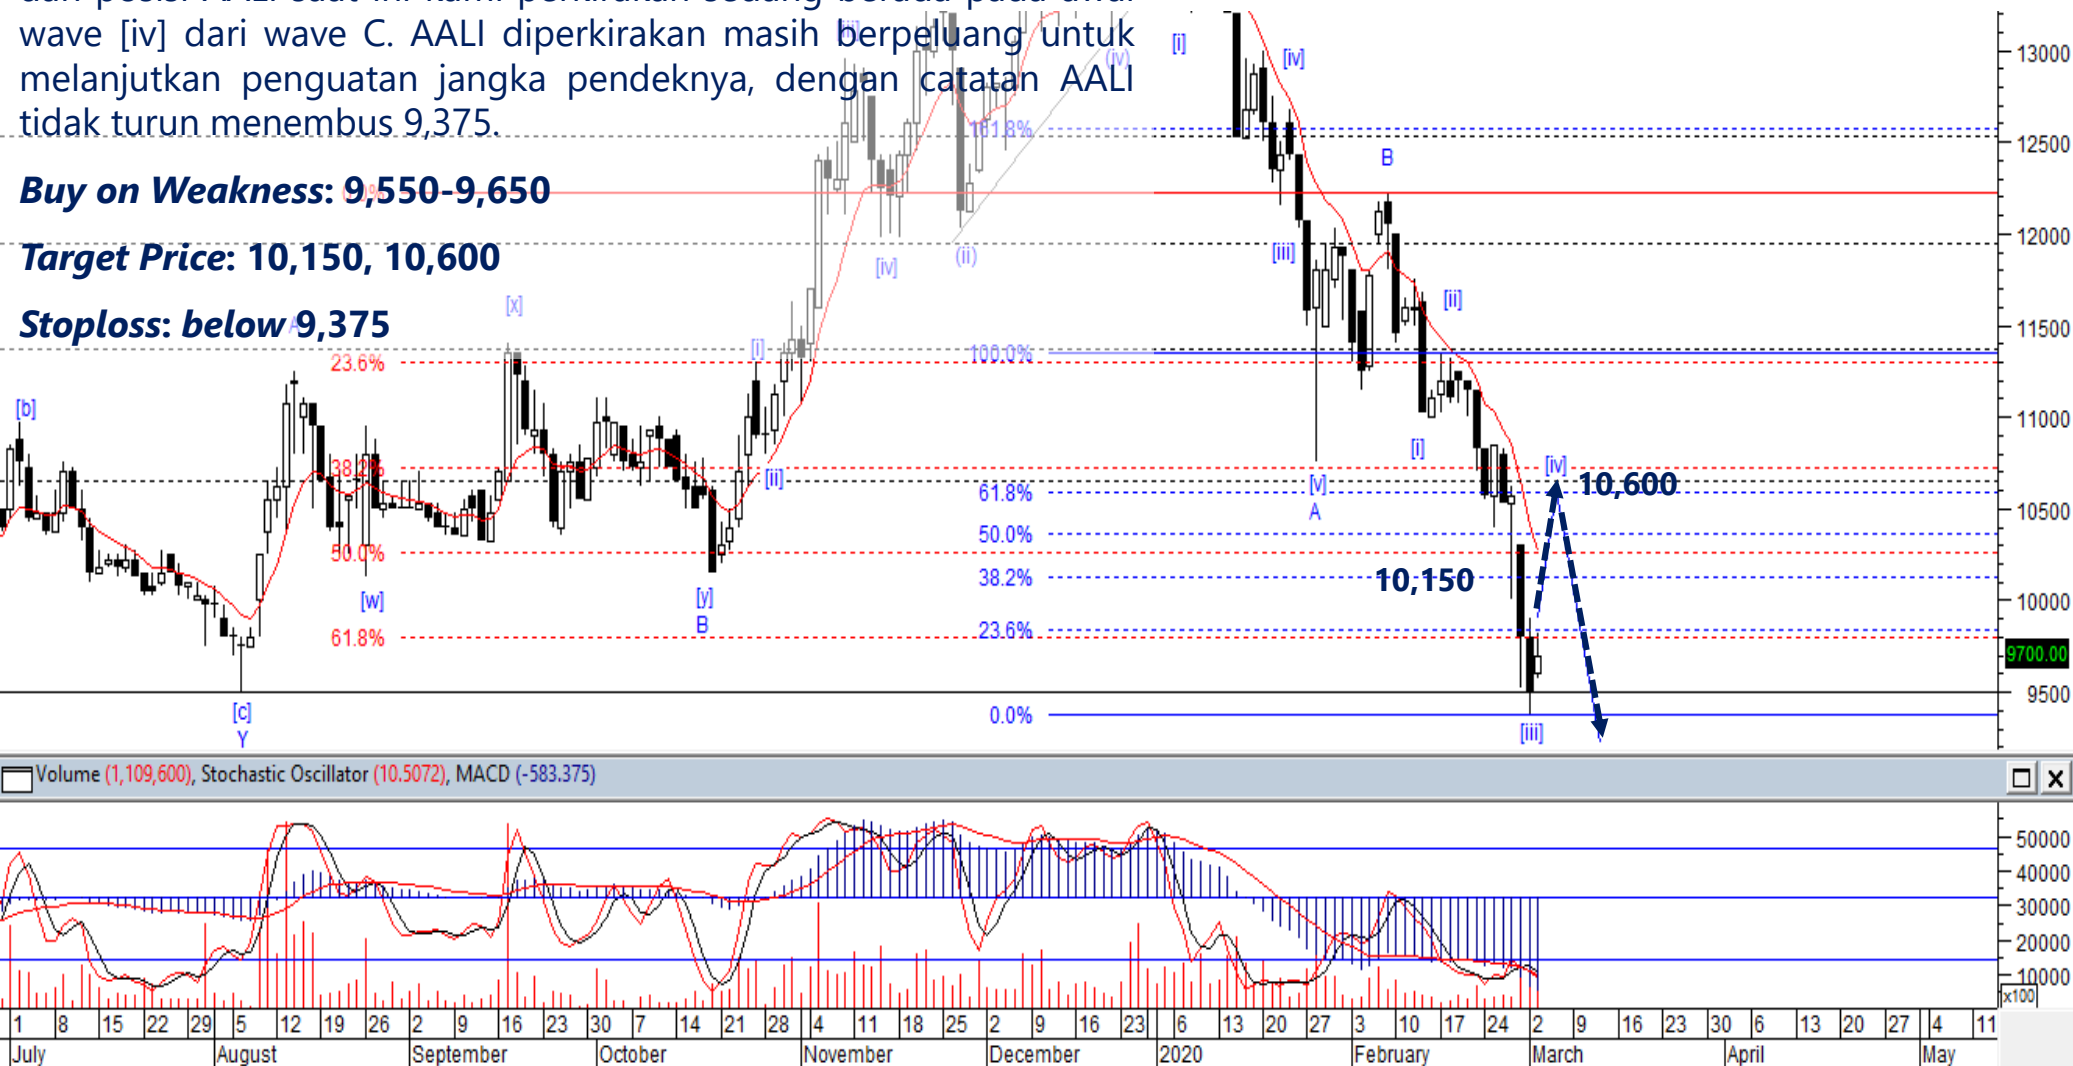 wave [iv] dari wave C. AALI diperkirakan masih berpeluang untuk
melanjutkan penguatan jangka pendeknya, dengan catatan AALI
tidak turun menembus 9,375.
Buy on Weakness: 9,550-9,650
Target Price: 10,150, 10,600
Stoploss: below 9,375
[iii]
(iv)
[i]
[iv]
13000
161.8%
12500
B
0.0%
12000
[iv]
(ii)
[iii]
[x]
[ii]
11500
A
[i]
100.0%
23.6%
[b]
11000
[i]
38.2%
[ii]
[iv]
10,600
61.8%
[v]
A
10500
50.0%
50.0%
10,150
38.2%
[w]
[y]
B
10000
23.6%
61.8%
9700.00
9500
[c]
Y
0.0%
[iii]
Volume (1,109,600), Stochastic Oscillator (10.5072), MACD (-583.375)
50000
40000
30000
20000
10000
x100
1 8 15 22 29 5 12 19 26 2 9 16 23 30 7 14 21 28 4 11 18 25 2 9 16 23 6 13 20 27 3 10 17 24 2 9 16 23 30 6 13 20 27 4 11
July August September October November December 2020 February March April May